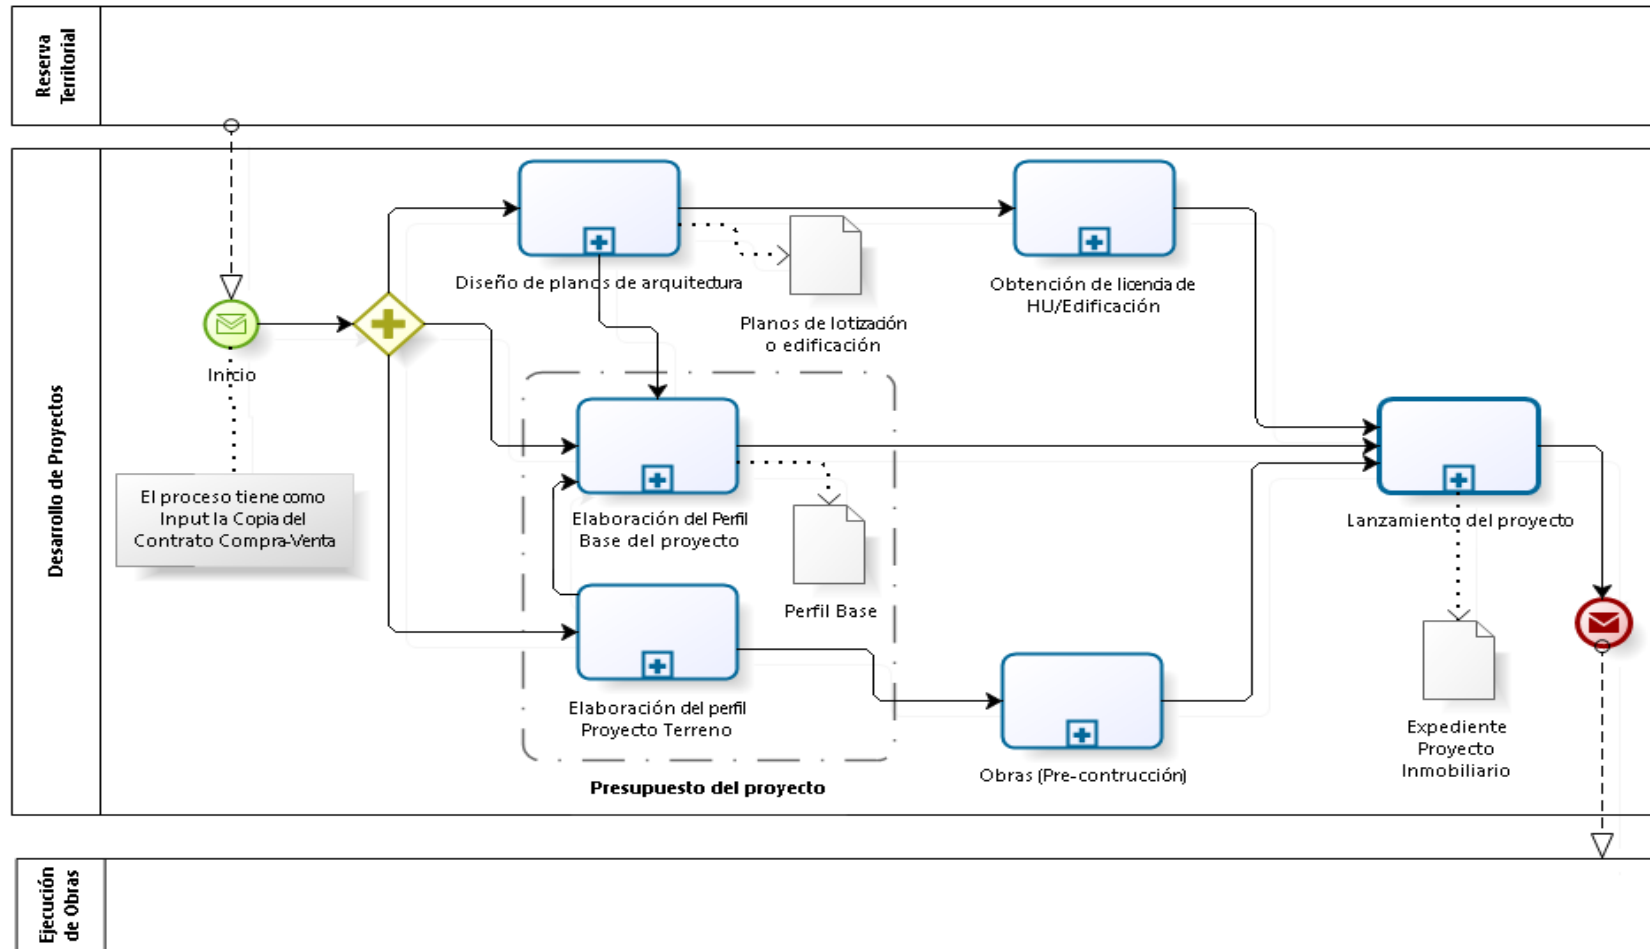 Reserva
Territorial
Desarrollo de Proyectos
Inicio
El proceso tiene como
Input la Copia del
Contrato Compra-Venta
Diseño de planos de arquitectura
Planos de lotización
o edificación
Obtención de licencia de
HU/Edificación
Elaboración del Perfil
Base del proyecto
Perfil Base
Elaboración del perfil
Proyecto Terreno
Presupuesto del proyecto
Obras (Pre-contrucción)
Lanzamiento del proyecto
Expediente
Proyecto
Inmobiliario
Ejecución
de Obras